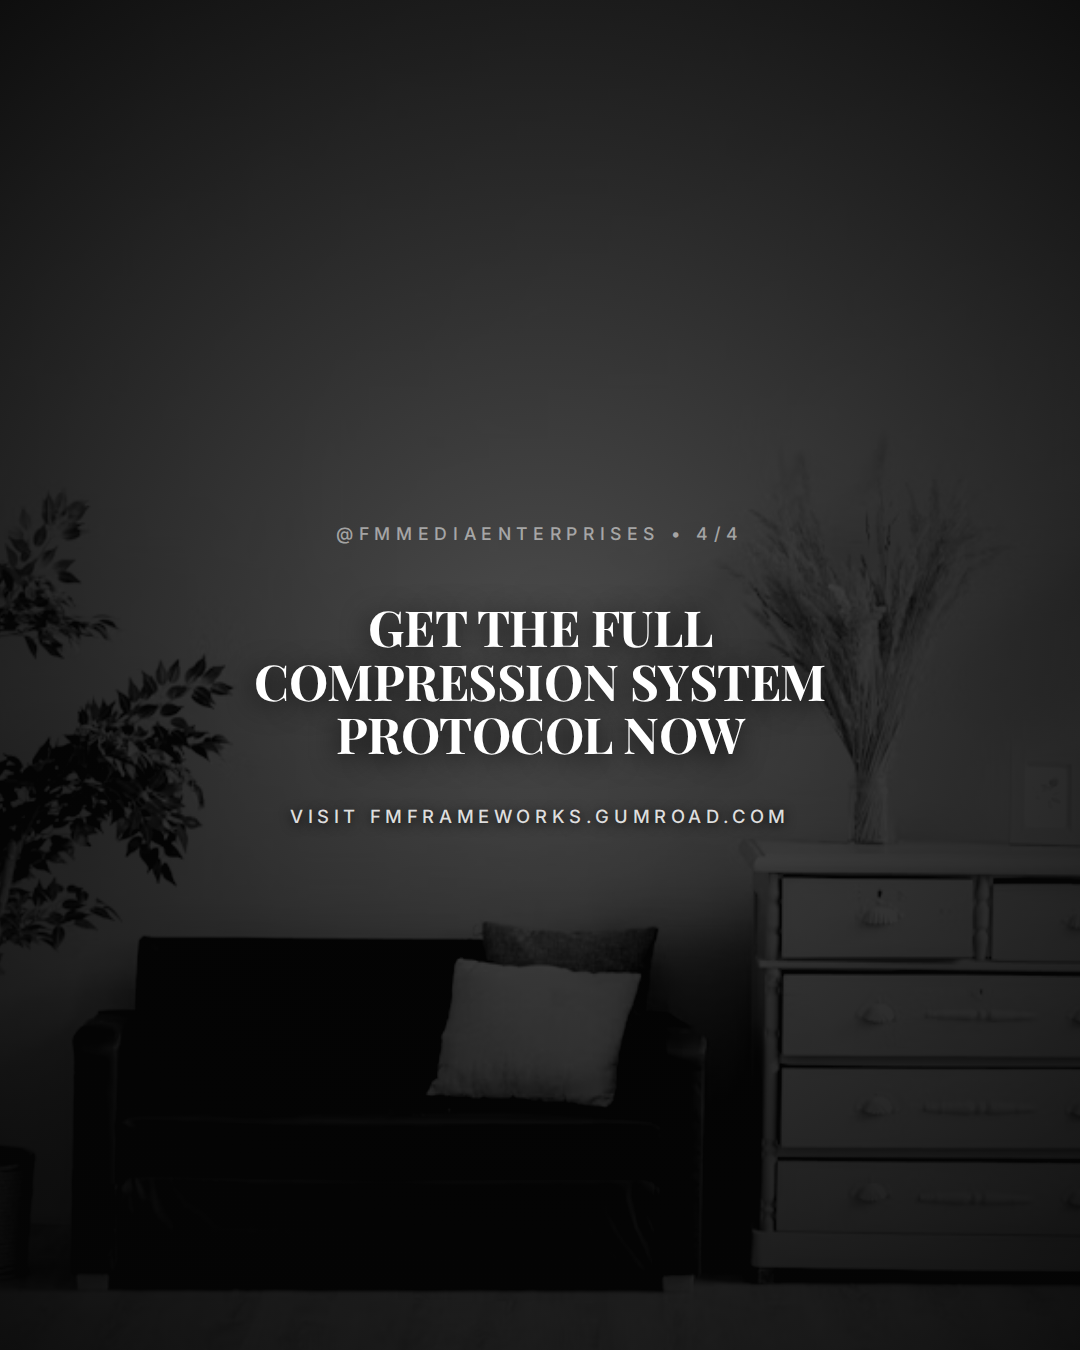 @FMMEDIAENTERPRISES • 4/4
GET THE FULL
COMPRESSION SYSTEM
PROTOCOL NOW
VISIT FMFRAMEWORKS.GUMROAD.COM